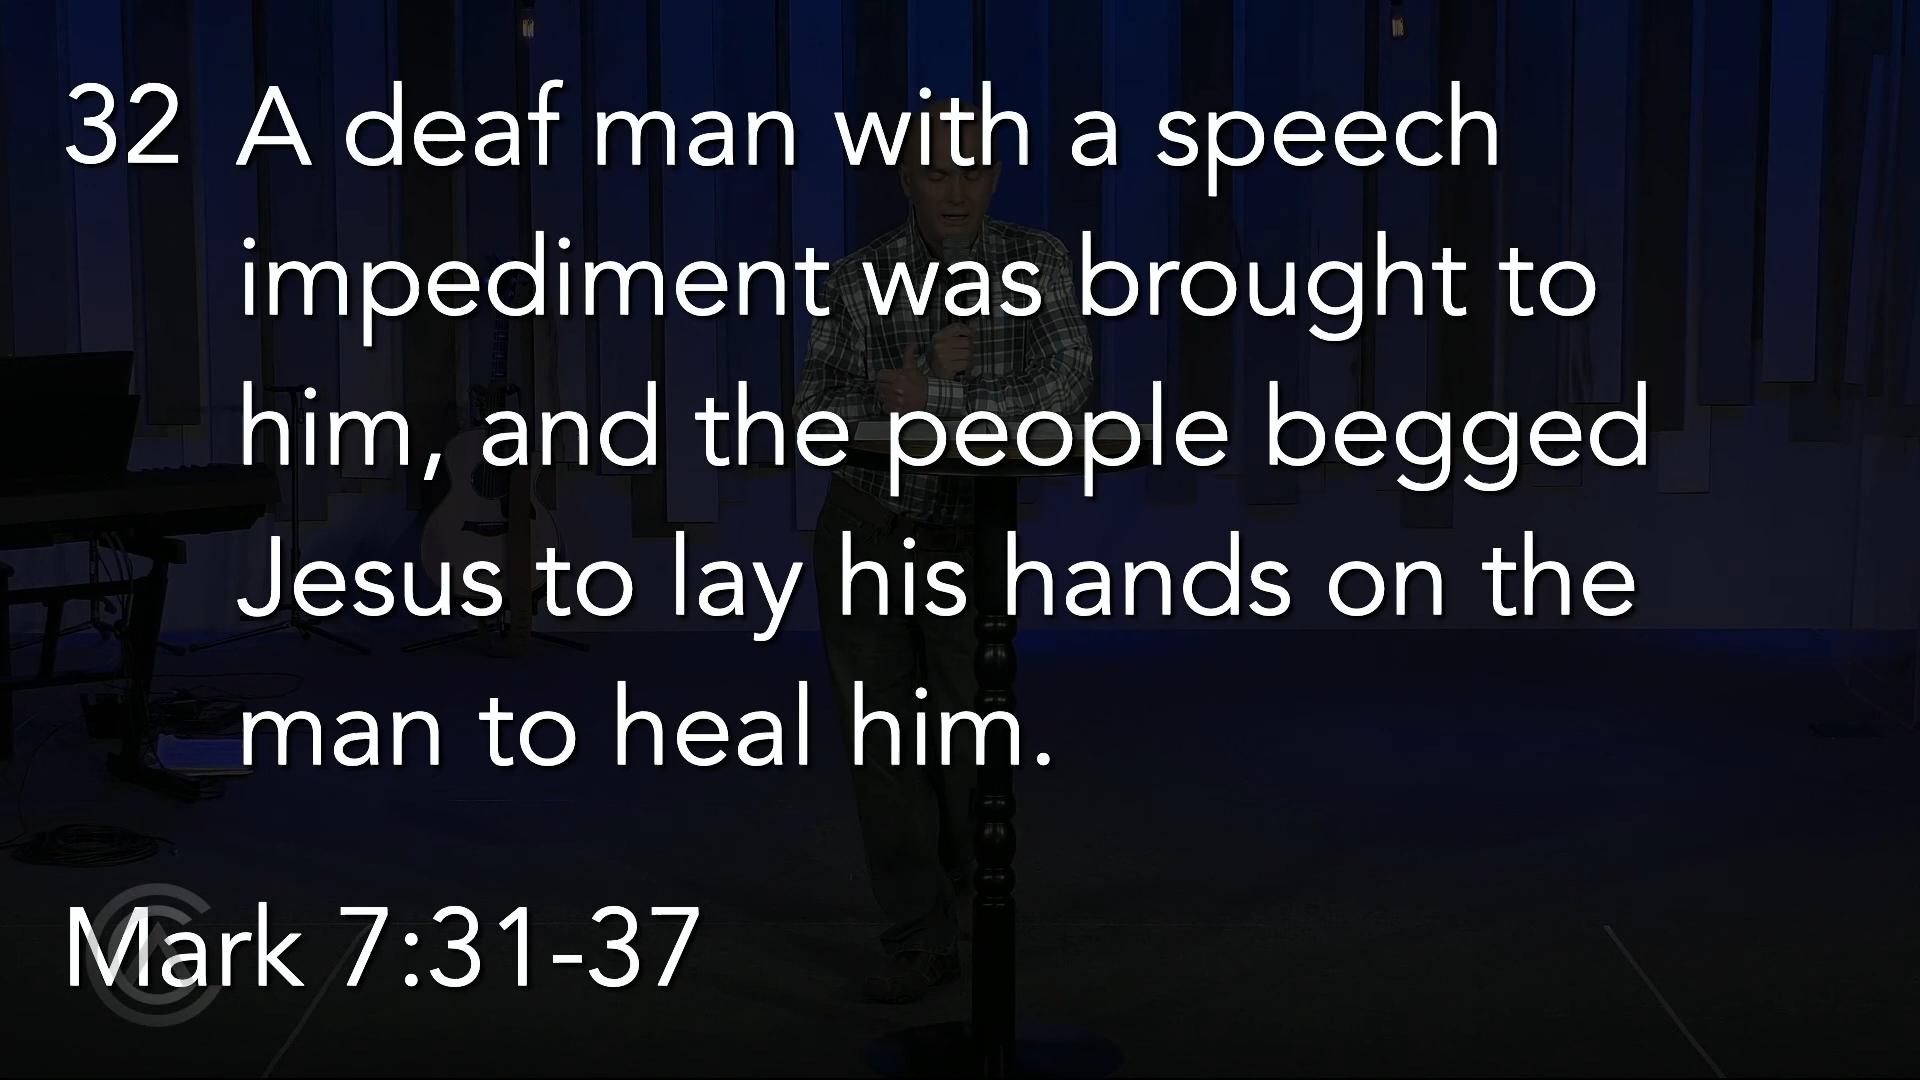 32 A deaf man with a speech
impediment was brought to
him, and the people begged
Jesus to lay his hands on the
man to heal him.
Mark 7:31-37